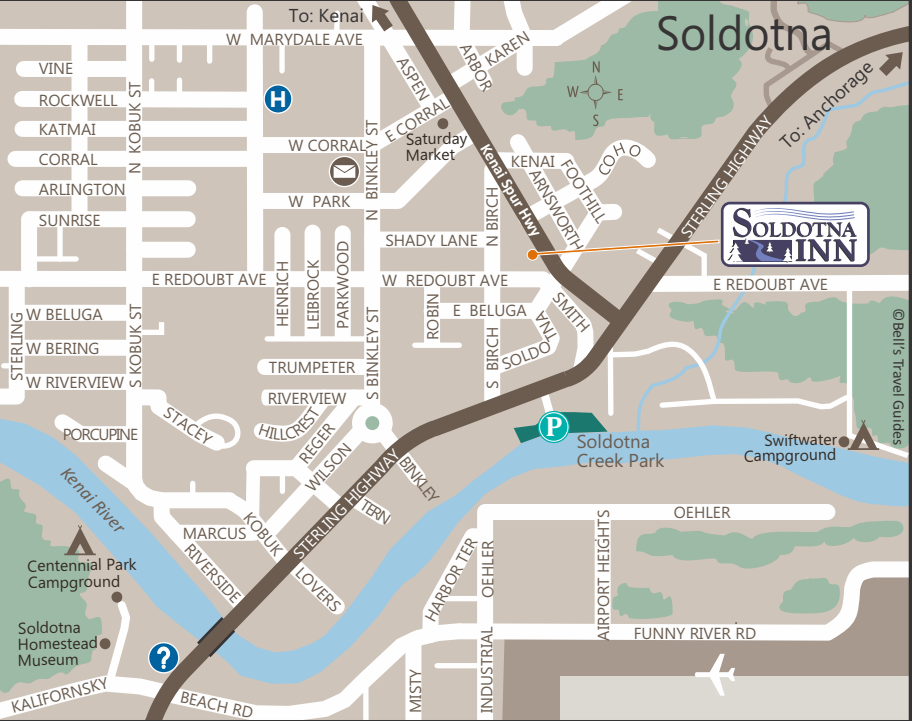 To: Kenai
Soldotna
W MARYDALE AVE
KAREN
ARBOR
ASPEN
VINE
N
W E
S
To: Anchorage
ROCKWELL
N KOBUK ST
H
E CORRAL
KATMAI
Saturday
Market
W CORRAL
N BINKLEY ST
CORRAL
KENAI
COHO
Kenai Spur Hwy
FOOTHILL
ARNSWORTH
STERLING HIGHWAY
ARLINGTON
W PARK
N BIRCH
SUNRISE
SHADY LANE
SOLDOTNA
INN
E REDOUBT AVE
W REDOUBT AVE
E REDOUBT AVE
HENRICH
LEIBROCK
PARKWOOD
ROBIN
E BELUGA
SMITH
SOLDOTNA
W BELUGA
STERLING
S KOBUK ST
S BINKLEY ST
S BIRCH
W BERING
TRUMPETER
W RIVERVIEW
RIVERVIEW
©Bell's Travel Guides
STACEY
HILLCREST
REGER
WILSON
PORCUPINE
P
Soldotna
Creek Park
Swiftwater
Campground
BINKLEY
STERLING HIGHWAY
TERN
Kenai River
MARCUS
KOBUK
RIVERSIDE
LOVERS
OEHLER
HARBOR TER
OEHLER
AIRPORT HEIGHTS
Centennial Park
Campground
Soldotna
Homestead
Museum
?
FUNNY RIVER RD
KALIFORNSKY
BEACH RD
MISTY
INDUSTRIAL